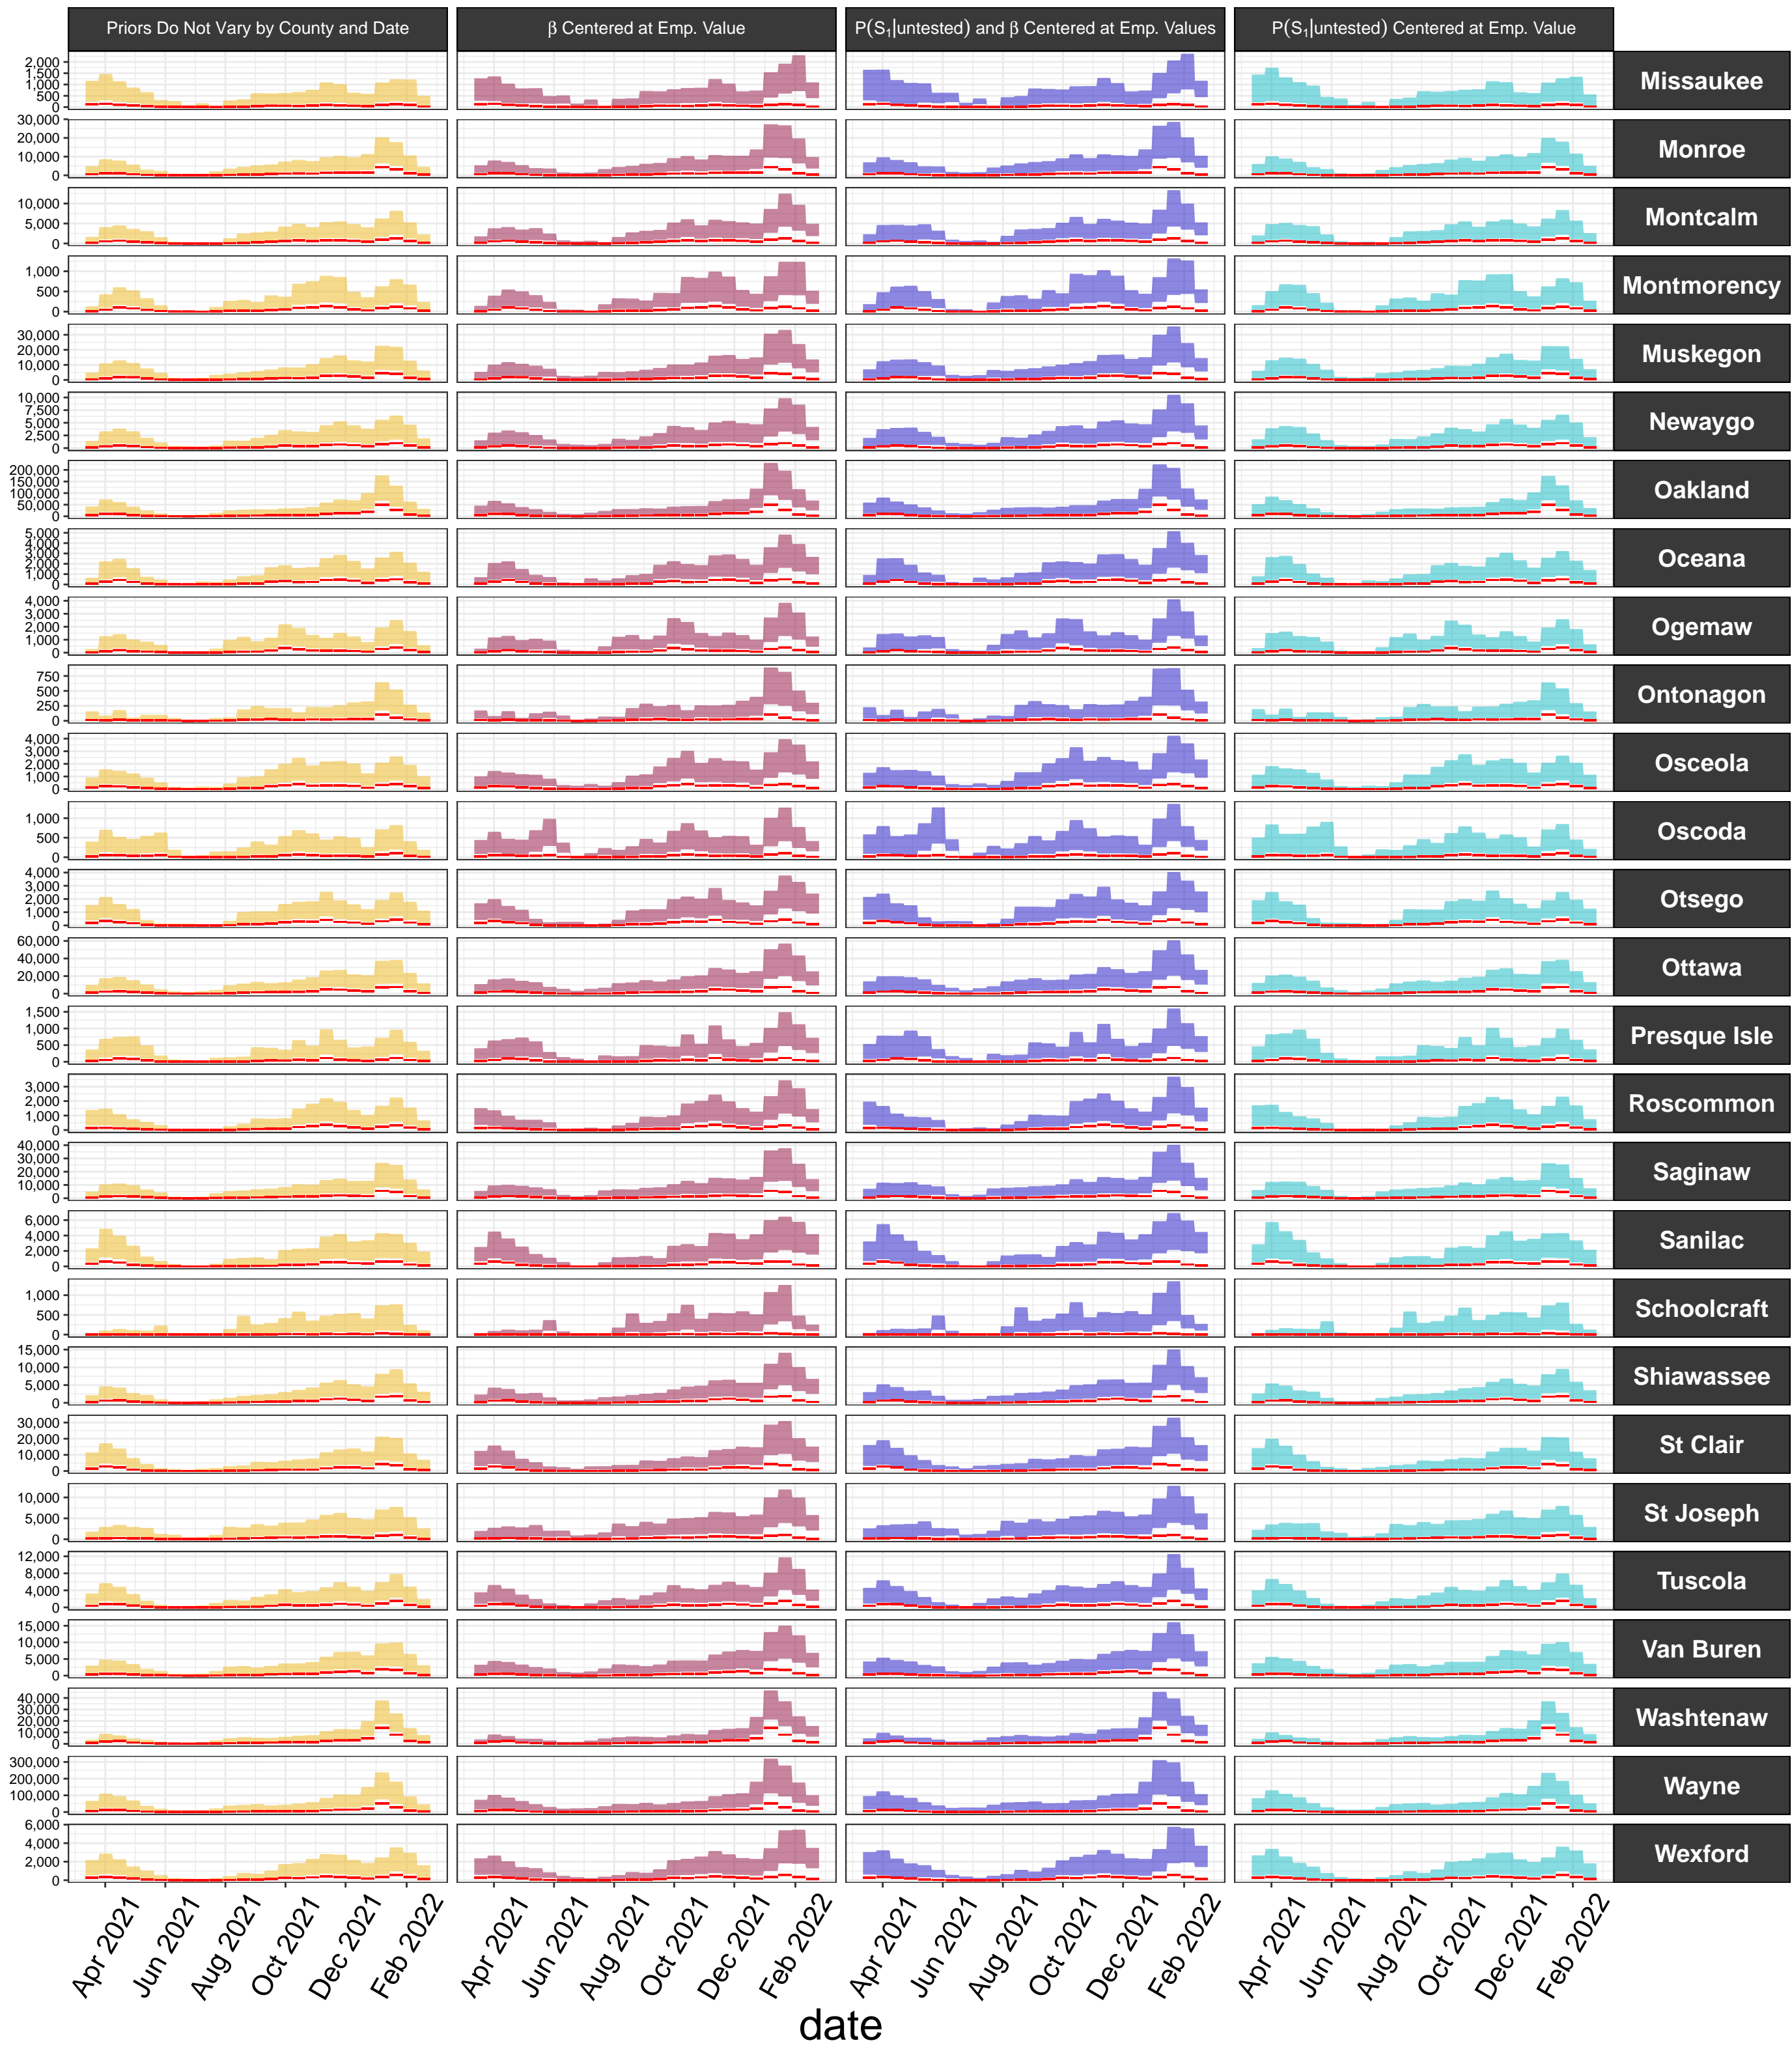 Priors Do Not Vary by County and Date
β Centered at Emp. Value
P(S₁|untested) and β Centered at Emp. Values
P(S₁|untested) Centered at Emp. Value
2,000
1,500
1,000
500
0
Missaukee
30,000
20,000
10,000
0
Monroe
10,000
5,000
0
Montcalm
1,000
500
0
Montmorency
30,000
20,000
10,000
0
Muskegon
10,000
7,500
5,000
2,500
0
Newaygo
200,000
150,000
100,000
50,000
0
Oakland
5,000
4,000
3,000
2,000
1,000
0
Oceana
4,000
3,000
2,000
1,000
0
Ogemaw
750
500
250
0
Ontonagon
4,000
3,000
2,000
1,000
0
Osceola
1,000
500
0
Oscoda
4,000
3,000
2,000
1,000
0
Otsego
60,000
40,000
20,000
0
Ottawa
1,500
1,000
500
0
Presque Isle
3,000
2,000
1,000
0
Roscommon
40,000
30,000
20,000
10,000
0
Saginaw
6,000
4,000
2,000
0
Sanilac
1,000
500
0
Schoolcraft
15,000
10,000
5,000
0
Shiawassee
30,000
20,000
10,000
0
St Clair
10,000
5,000
0
St Joseph
12,000
8,000
4,000
0
Tuscola
15,000
10,000
5,000
0
Van Buren
40,000
30,000
20,000
10,000
0
Washtenaw
300,000
200,000
100,000
0
Wayne
6,000
4,000
2,000
0
Wexford
Apr 2021
Jun 2021
Aug 2021
Oct 2021
Dec 2021
Feb 2022
Apr 2021
Jun 2021
Aug 2021
Oct 2021
Dec 2021
Feb 2022
Apr 2021
Jun 2021
Aug 2021
Oct 2021
Dec 2021
Feb 2022
Apr 2021
Jun 2021
Aug 2021
Oct 2021
Dec 2021
Feb 2022
date